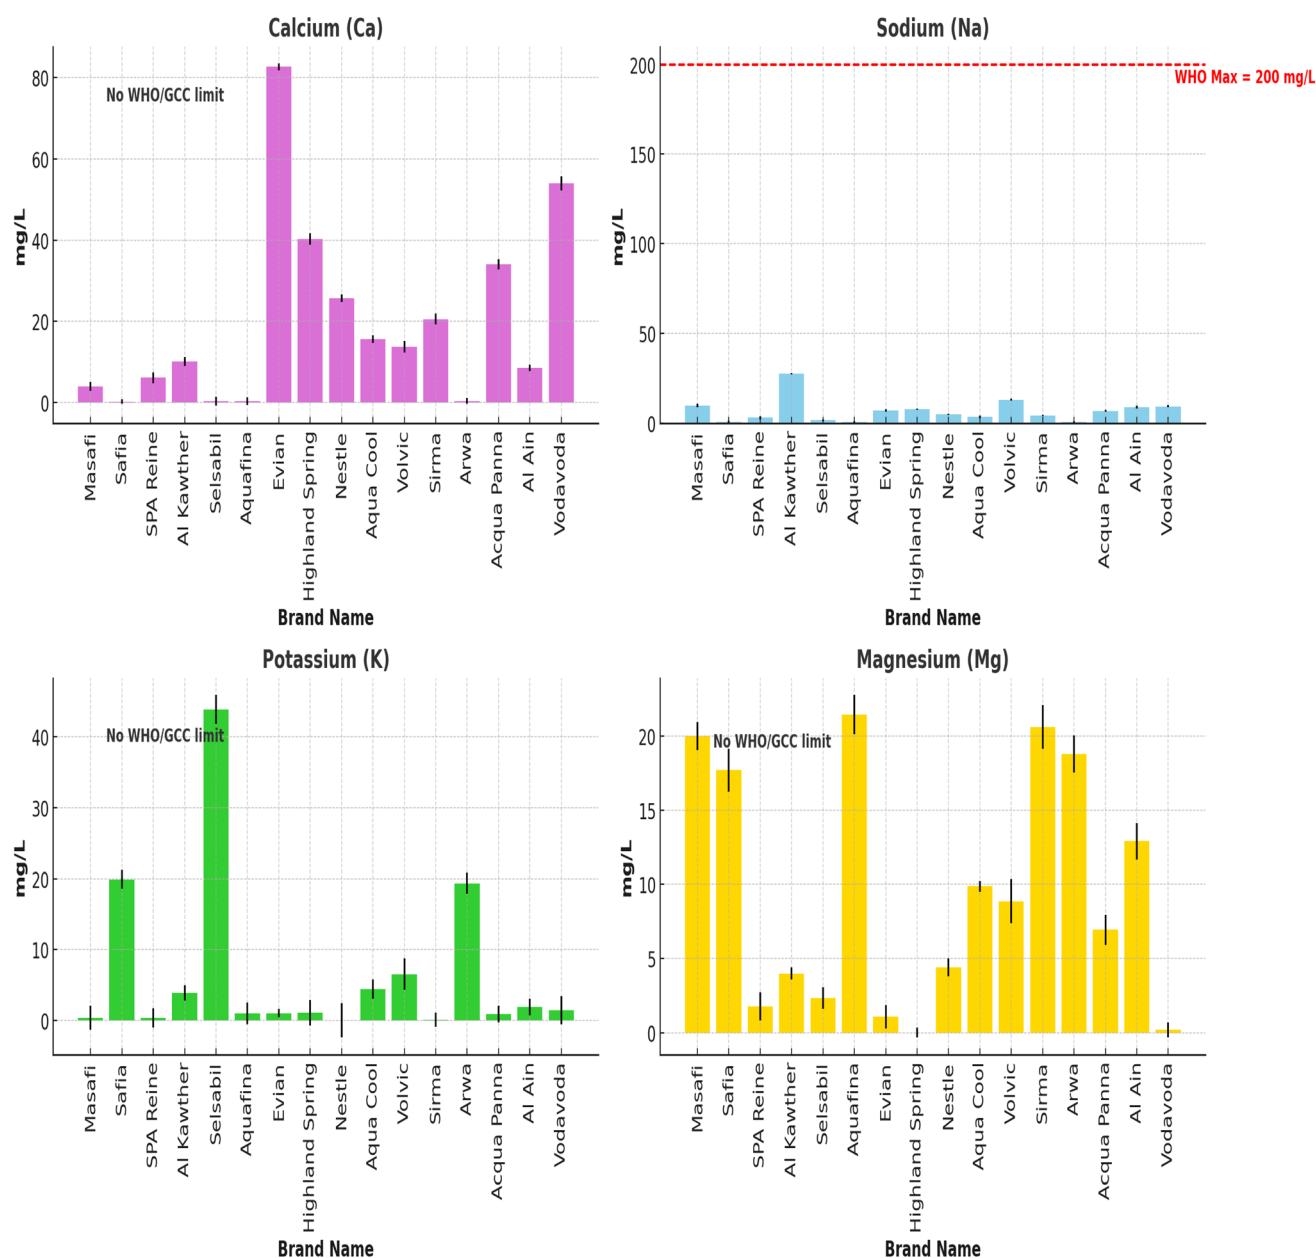 Calcium (Ca)
mg/L
80
60
40
20
0
No WHO/GCC limit
Masafi
Safia
SPA Reine
Al Kawther
Selsabil
Aquafina
Evian
Highland Spring
Nestle
Aqua Cool
Volvic
Sirma
Arwa
Acqua Panna
Al Ain
Vodavoda
Brand Name
Sodium (Na)
mg/L
200
150
100
50
0
WHO Max = 200 mg/L
Masafi
Safia
SPA Reine
Al Kawther
Selsabil
Aquafina
Evian
Highland Spring
Nestle
Aqua Cool
Volvic
Sirma
Arwa
Acqua Panna
Al Ain
Vodavoda
Brand Name
Potassium (K)
mg/L
40
30
20
10
0
No WHO/GCC limit
Masafi
Safia
SPA Reine
Al Kawther
Selsabil
Aquafina
Evian
Highland Spring
Nestle
Aqua Cool
Volvic
Sirma
Arwa
Acqua Panna
Al Ain
Vodavoda
Brand Name
Magnesium (Mg)
mg/L
20
15
10
5
0
No WHO/GCC limit
Masafi
Safia
SPA Reine
Al Kawther
Selsabil
Aquafina
Evian
Highland Spring
Nestle
Aqua Cool
Volvic
Sirma
Arwa
Acqua Panna
Al Ain
Vodavoda
Brand Name